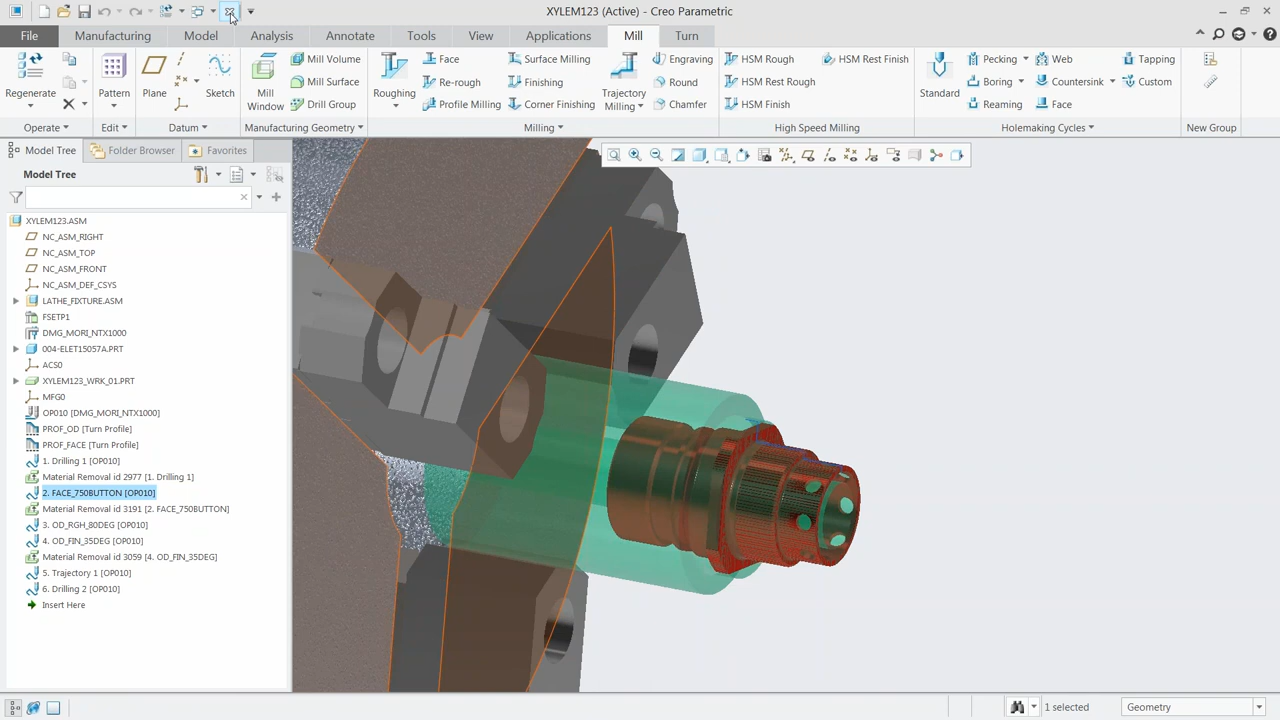 XYLEM123 (Active) - Creo Parametric
File Manufacturing Model Analysis Annotate Tools View Applications Mill Turn
Regenerate
Pattern
Plane
Sketch
Mill Window
Mill Volume
Mill Surface
Drill Group
Roughing
Face
Re-rough
Profile Milling
Surface Milling
Finishing
Corner Finishing
Trajectory Milling
Engraving
Round
Chamfer
HSM Rough
HSM Rest Rough
HSM Finish
HSM Rest Finish
Standard
Pecking
Boring
Reaming
Web
Countersink
Face
Tapping
Custom
Operate Edit Datum Manufacturing Geometry Milling High Speed Milling Holemaking Cycles New Group
Model Tree Folder Browser Favorites
Model Tree
XYLEM123.ASM
NC_ASM_RIGHT
NC_ASM_TOP
NC_ASM_FRONT
NC_ASM_DEF_CSYS
LATHE_FIXTURE.ASM
FSETP1
DMG_MORI_NTX1000
004-ELET15057A.PRT
ACS0
XYLEM123_WRK_01.PRT
MFG0
OP010 [DMG_MORI_NTX1000]
PROF_OD [Turn Profile]
PROF_FACE [Turn Profile]
1. Drilling 1 [OP010]
Material Removal id 2977 [1. Drilling 1]
2. FACE_750BUTTON [OP010]
Material Removal id 3191 [2. FACE_750BUTTON]
3. OD_RGH_80DEG [OP010]
4. OD_FIN_35DEG [OP010]
Material Removal id 3059 [4. OD_FIN_35DEG]
5. Trajectory 1 [OP010]
6. Drilling 2 [OP010]
Insert Here
1 selected
Geometry